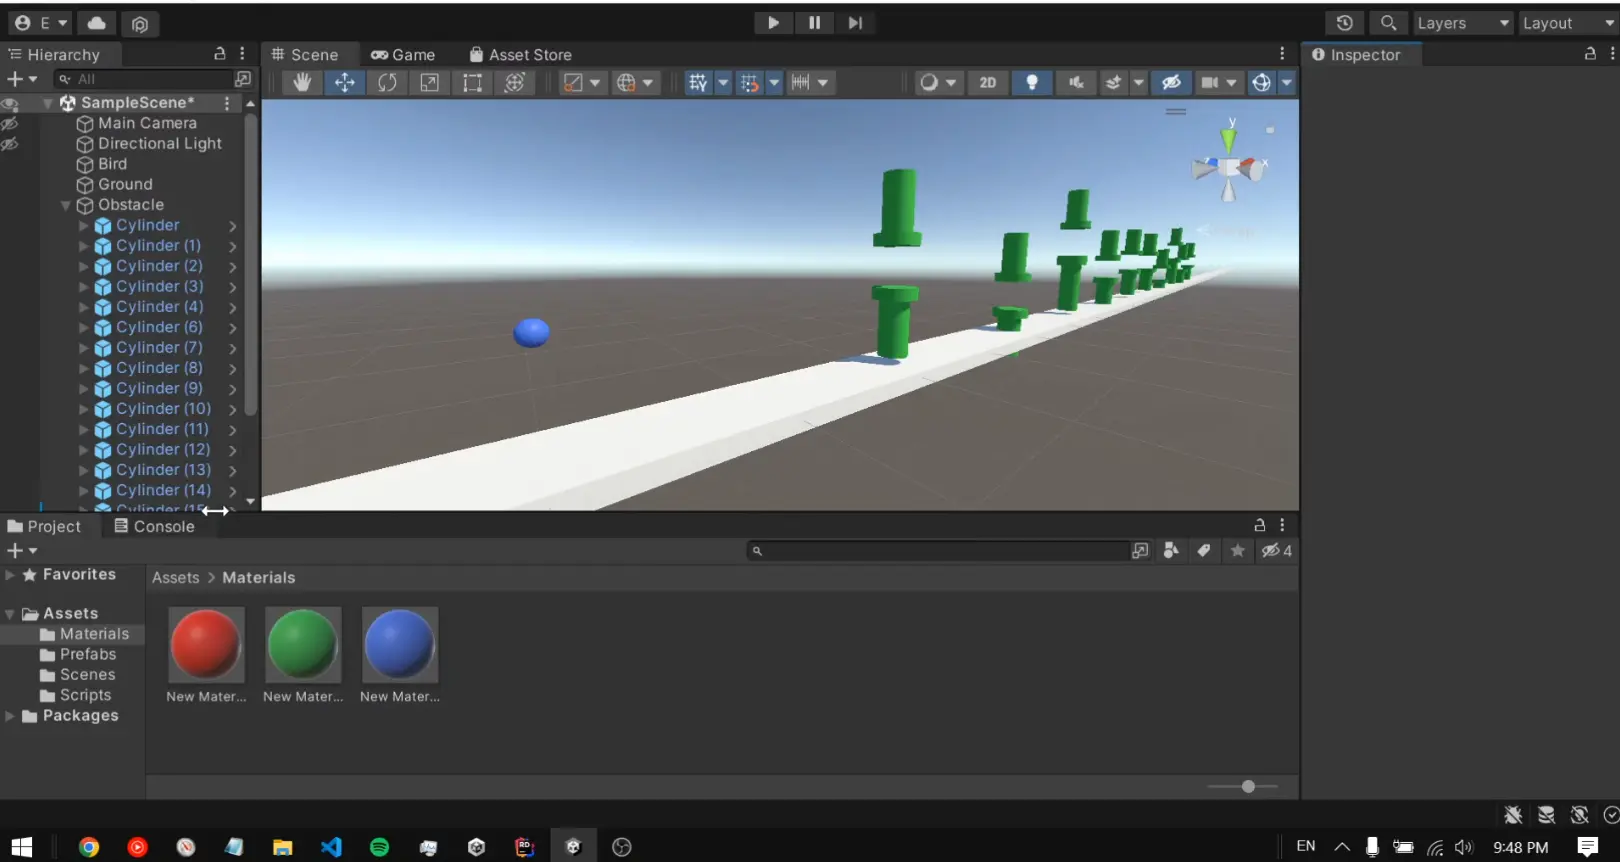 E
Layers
Layout
Hierarchy
Scene
Game
Asset Store
Inspector
All
2D
SampleScene*
Main Camera
Directional Light
Bird
Ground
Obstacle
Cylinder
Cylinder (1)
Cylinder (2)
Cylinder (3)
Cylinder (4)
Cylinder (6)
Cylinder (7)
Cylinder (8)
Cylinder (9)
Cylinder (10)
Cylinder (11)
Cylinder (12)
Cylinder (13)
Cylinder (14)
y
x
Project
Console
4
Favorites
Assets > Materials
Assets
Materials
Prefabs
Scenes
Scripts
Packages
New Mater...
New Mater...
New Mater...
RD
EN
9:48 PM